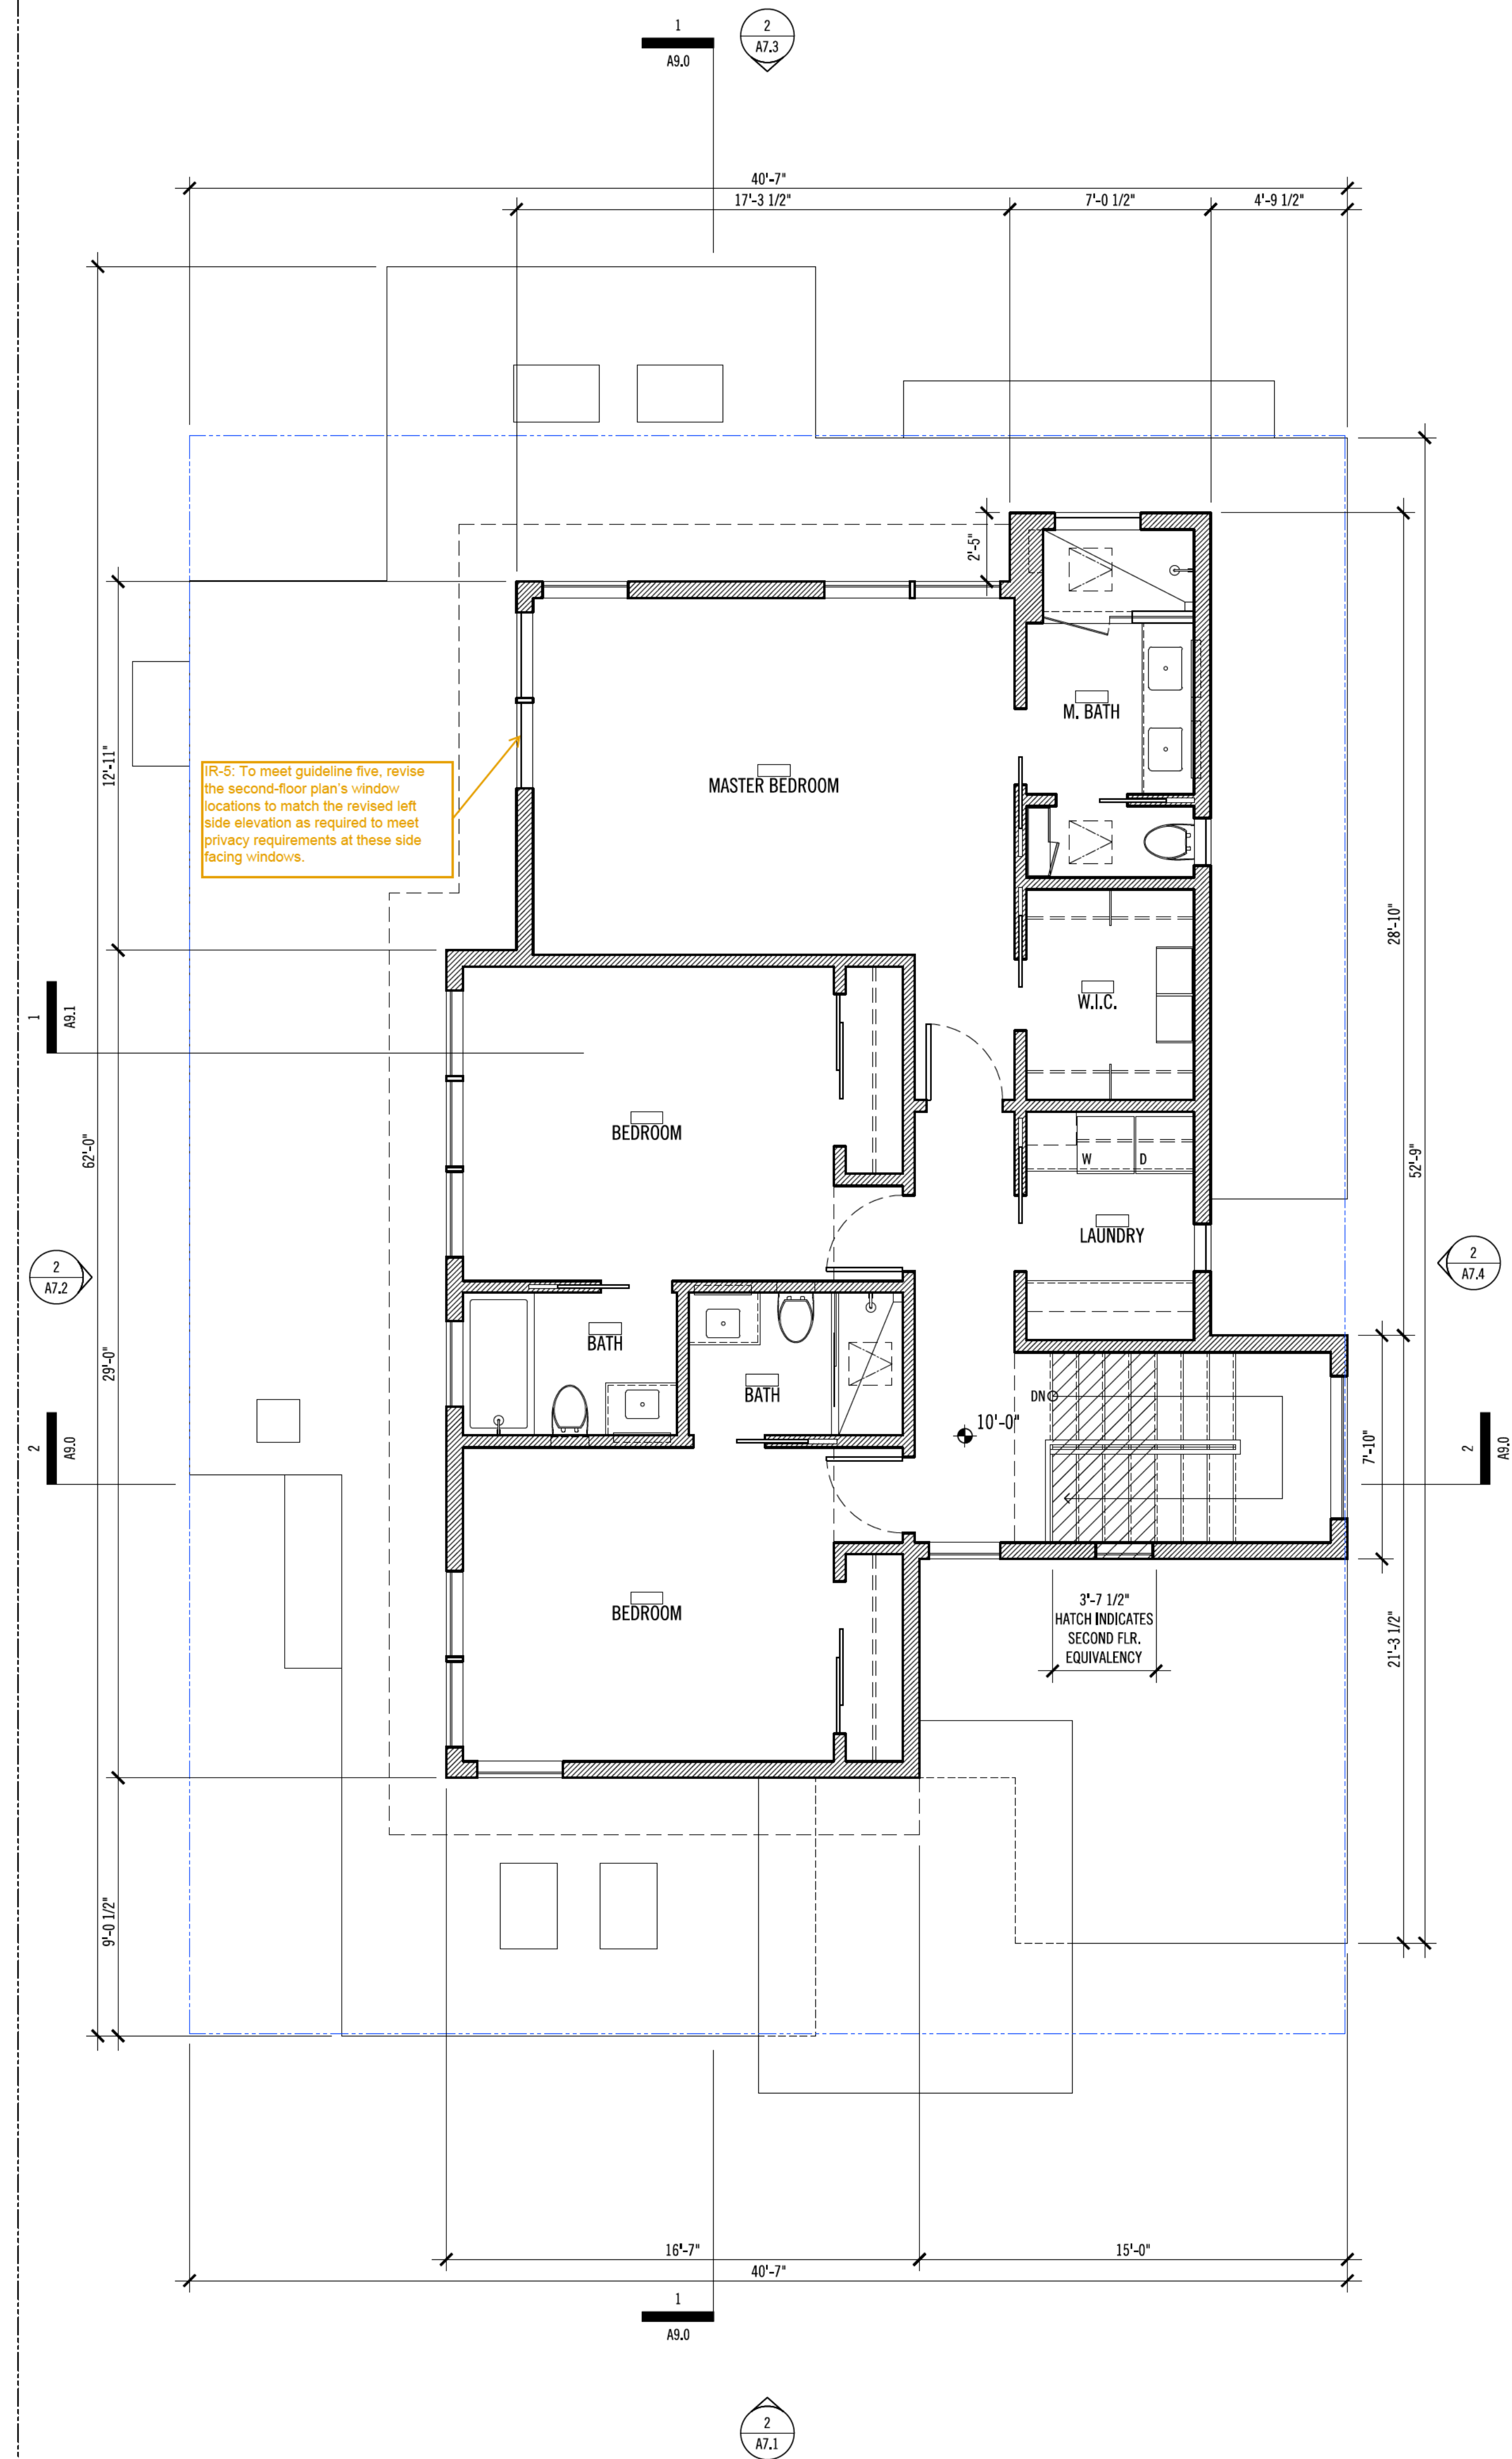 1
A9.0
2
A7.3
40'-7"
17'-3 1/2"
7'-0 1/2"
4'-9 1/2"
2'-5"
12'-11"
M. BATH
MASTER BEDROOM
IR-5: To meet guideline five, revise
the second-floor plan's window
locations to match the revised left
side elevation as required to meet
privacy requirements at these side
facing windows.
28'-10"
W.I.C.
1
A9.1
BEDROOM
62'-0"
W
D
52'-9"
LAUNDRY
2
A7.2
2
A7.4
BATH
29'-0"
BATH
DN
10'-0"
7'-10"
2
A9.0
2
A9.0
BEDROOM
3'-7 1/2"
HATCH INDICATES
SECOND FLR.
EQUIVALENCY
21'-3 1/2"
9'-0 1/2"
16'-7"
15'-0"
40'-7"
1
A9.0
2
A7.1